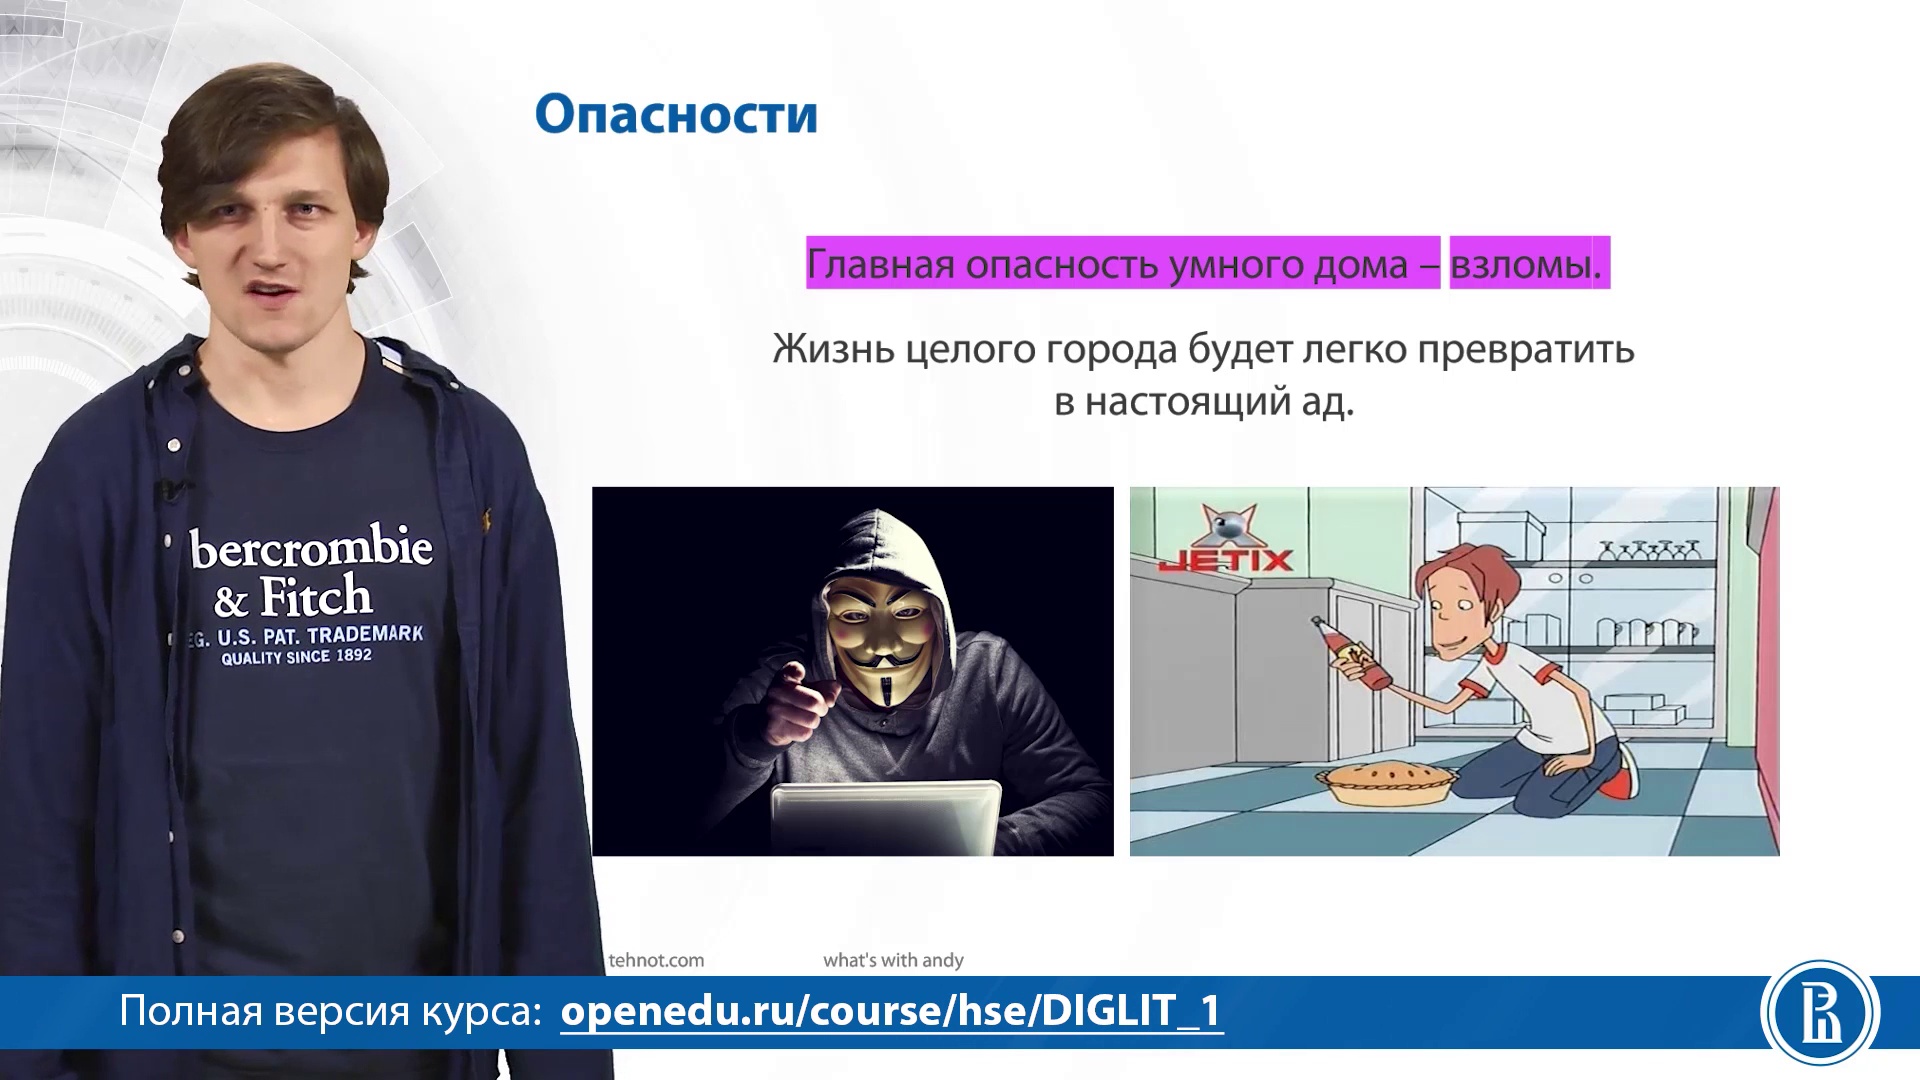 Опасности
Главная опасность умного дома – взломы.
Жизнь целого города будет легко превратить
в настоящий ад.
JETIX
bercrombie
& Fitch
EG. U.S. PAT. TRADEMARK
QUALITY SINCE 1892
tehnot.com
what's with andy
Полная версия курса: openedu.ru/course/hse/DIGLIT_1